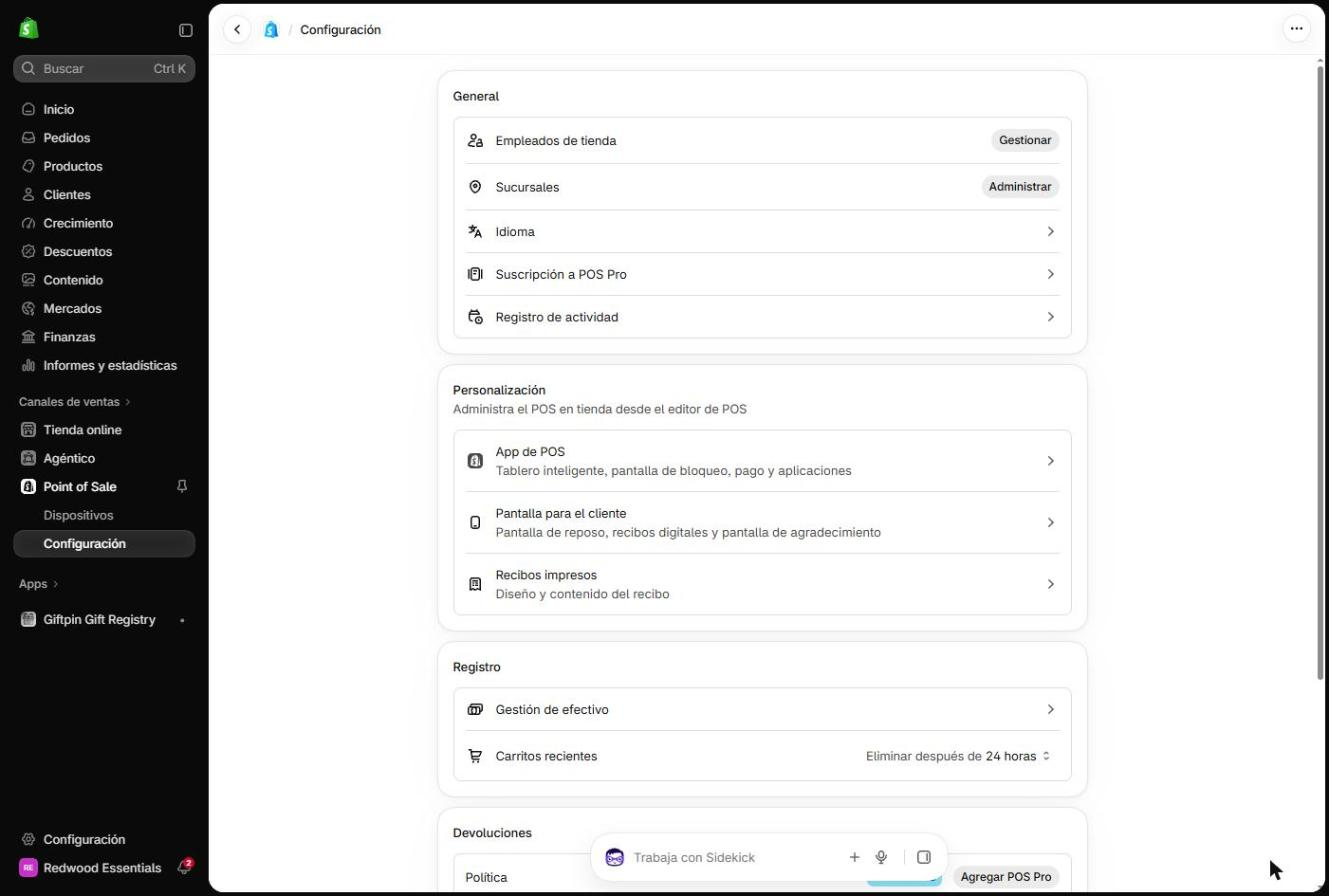 Configuración
Buscar
Ctrl K
Inicio
Pedidos
Productos
Clientes
Crecimiento
Descuentos
Contenido
Mercados
Finanzas
Informes y estadísticas
Canales de ventas
Tienda online
Agéntico
Point of Sale
Dispositivos
Configuración
Apps
Giftpin Gift Registry
Configuración
RE
Redwood Essentials
2
General
Empleados de tienda
Gestionar
Sucursales
Administrar
Idioma
Suscripción a POS Pro
Registro de actividad
Personalización
Administra el POS en tienda desde el editor de POS
App de POS
Tablero inteligente, pantalla de bloqueo, pago y aplicaciones
Pantalla para el cliente
Pantalla de reposo, recibos digitales y pantalla de agradecimiento
Recibos impresos
Diseño y contenido del recibo
Registro
Gestión de efectivo
Carritos recientes
Eliminar después de 24 horas
Devoluciones
Política
Agregar POS Pro
Trabaja con Sidekick